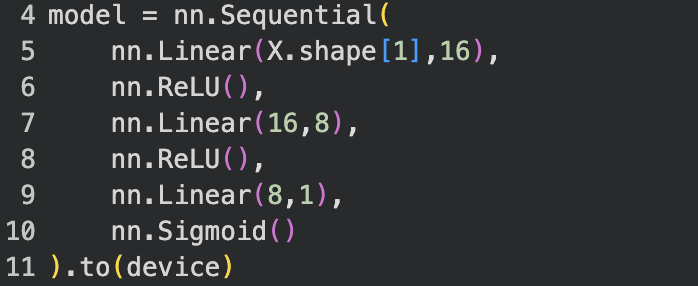 4 model = nn.Sequential(
5     nn.Linear(X.shape[1],16),
6     nn.ReLU(),
7     nn.Linear(16,8),
8     nn.ReLU(),
9     nn.Linear(8,1),
10     nn.Sigmoid()
11 ).to(device)